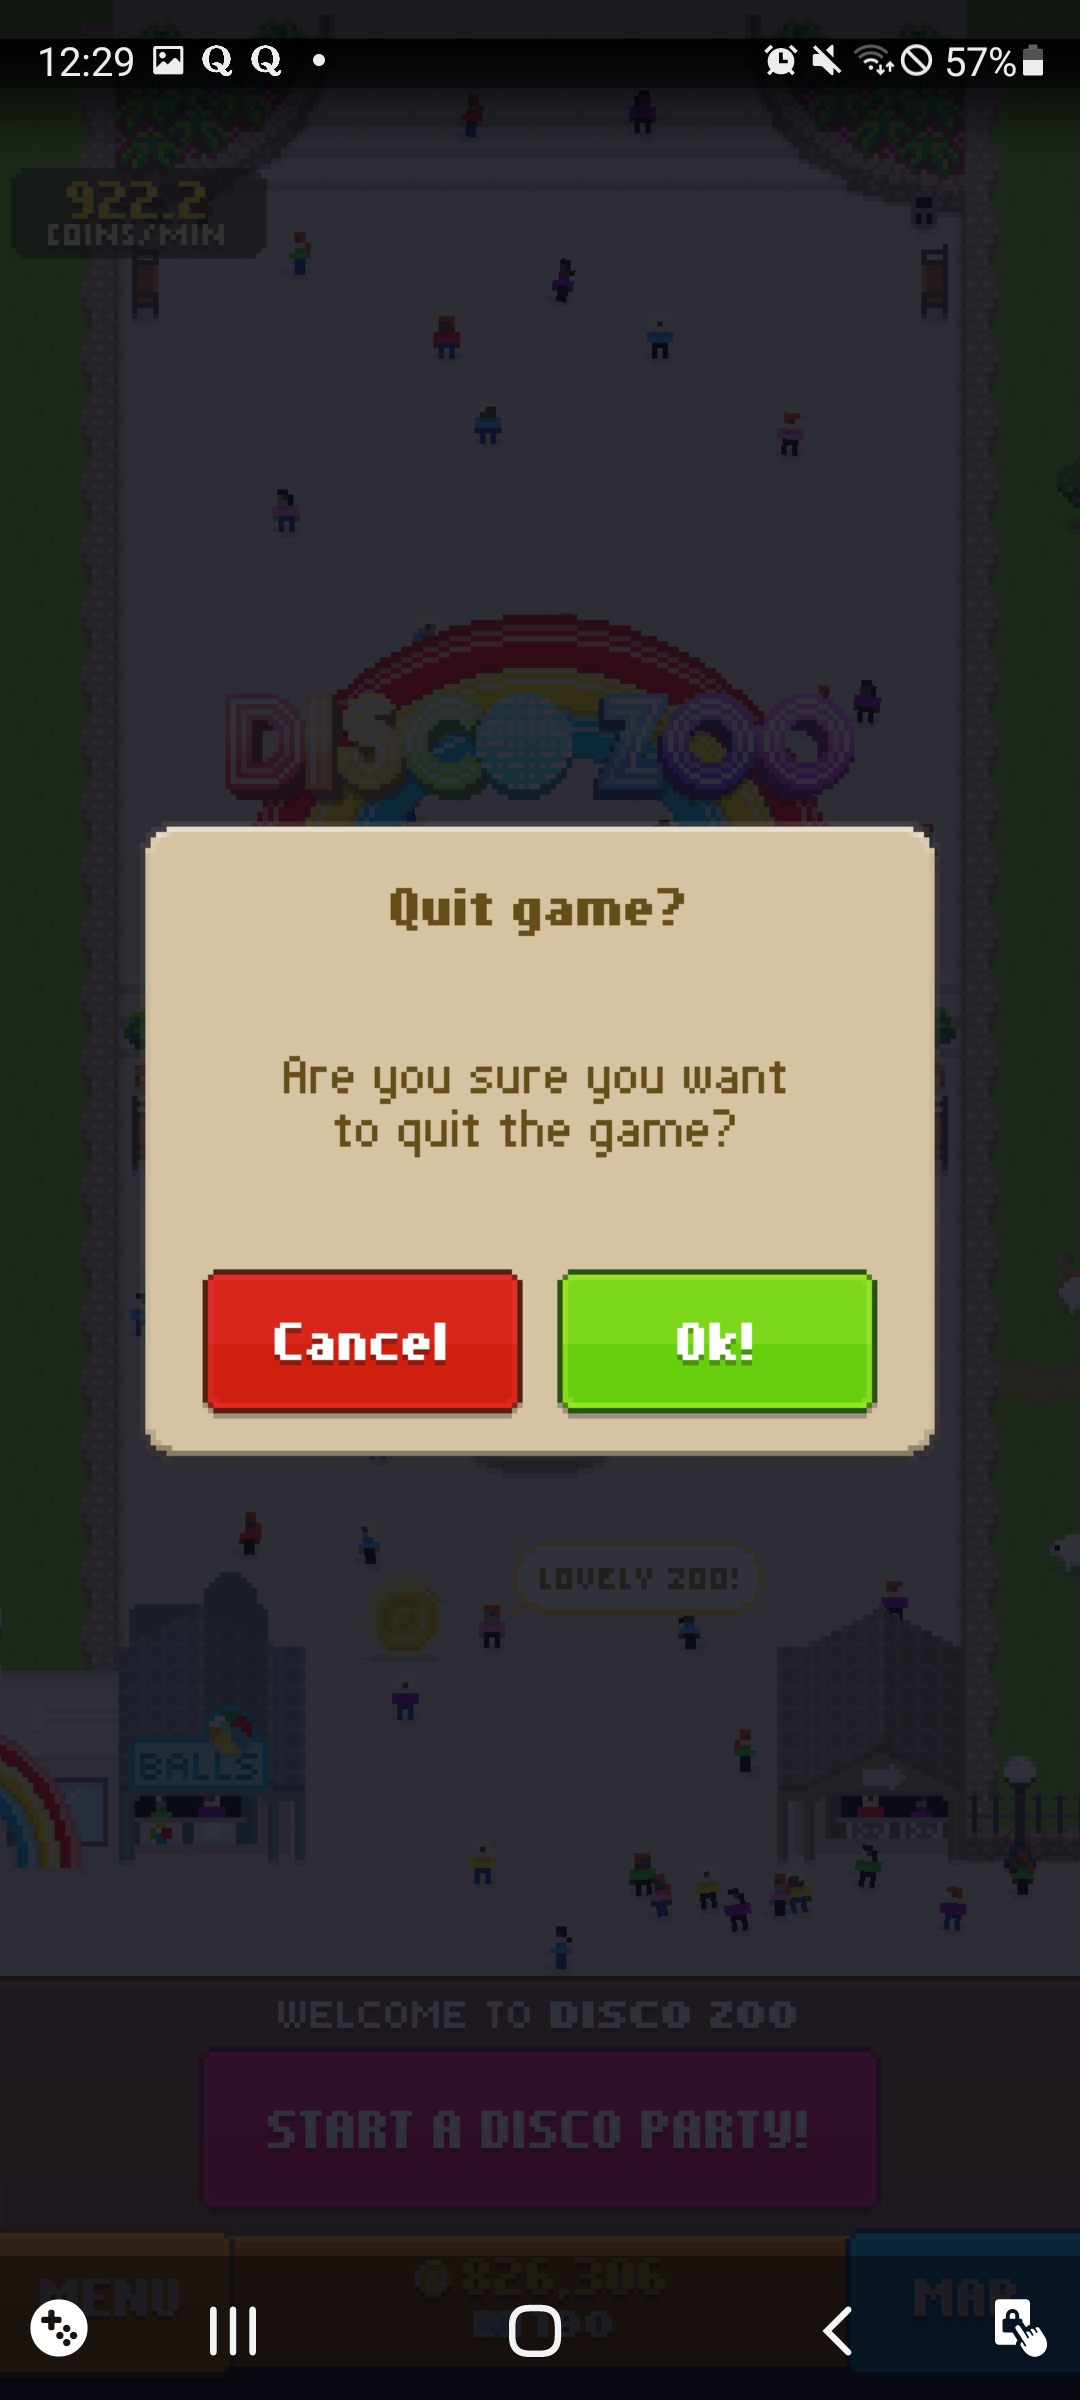 12:29
57%
922.2
COINS/MIN
DISCO ZOO
Quit game?
Are you sure you want
to quit the game?
Cancel
Ok!
LOVELY ZOO!
BALLS
WELCOME TO DISCO ZOO
START A DISCO PARTY!
MENU
826,306
MAP